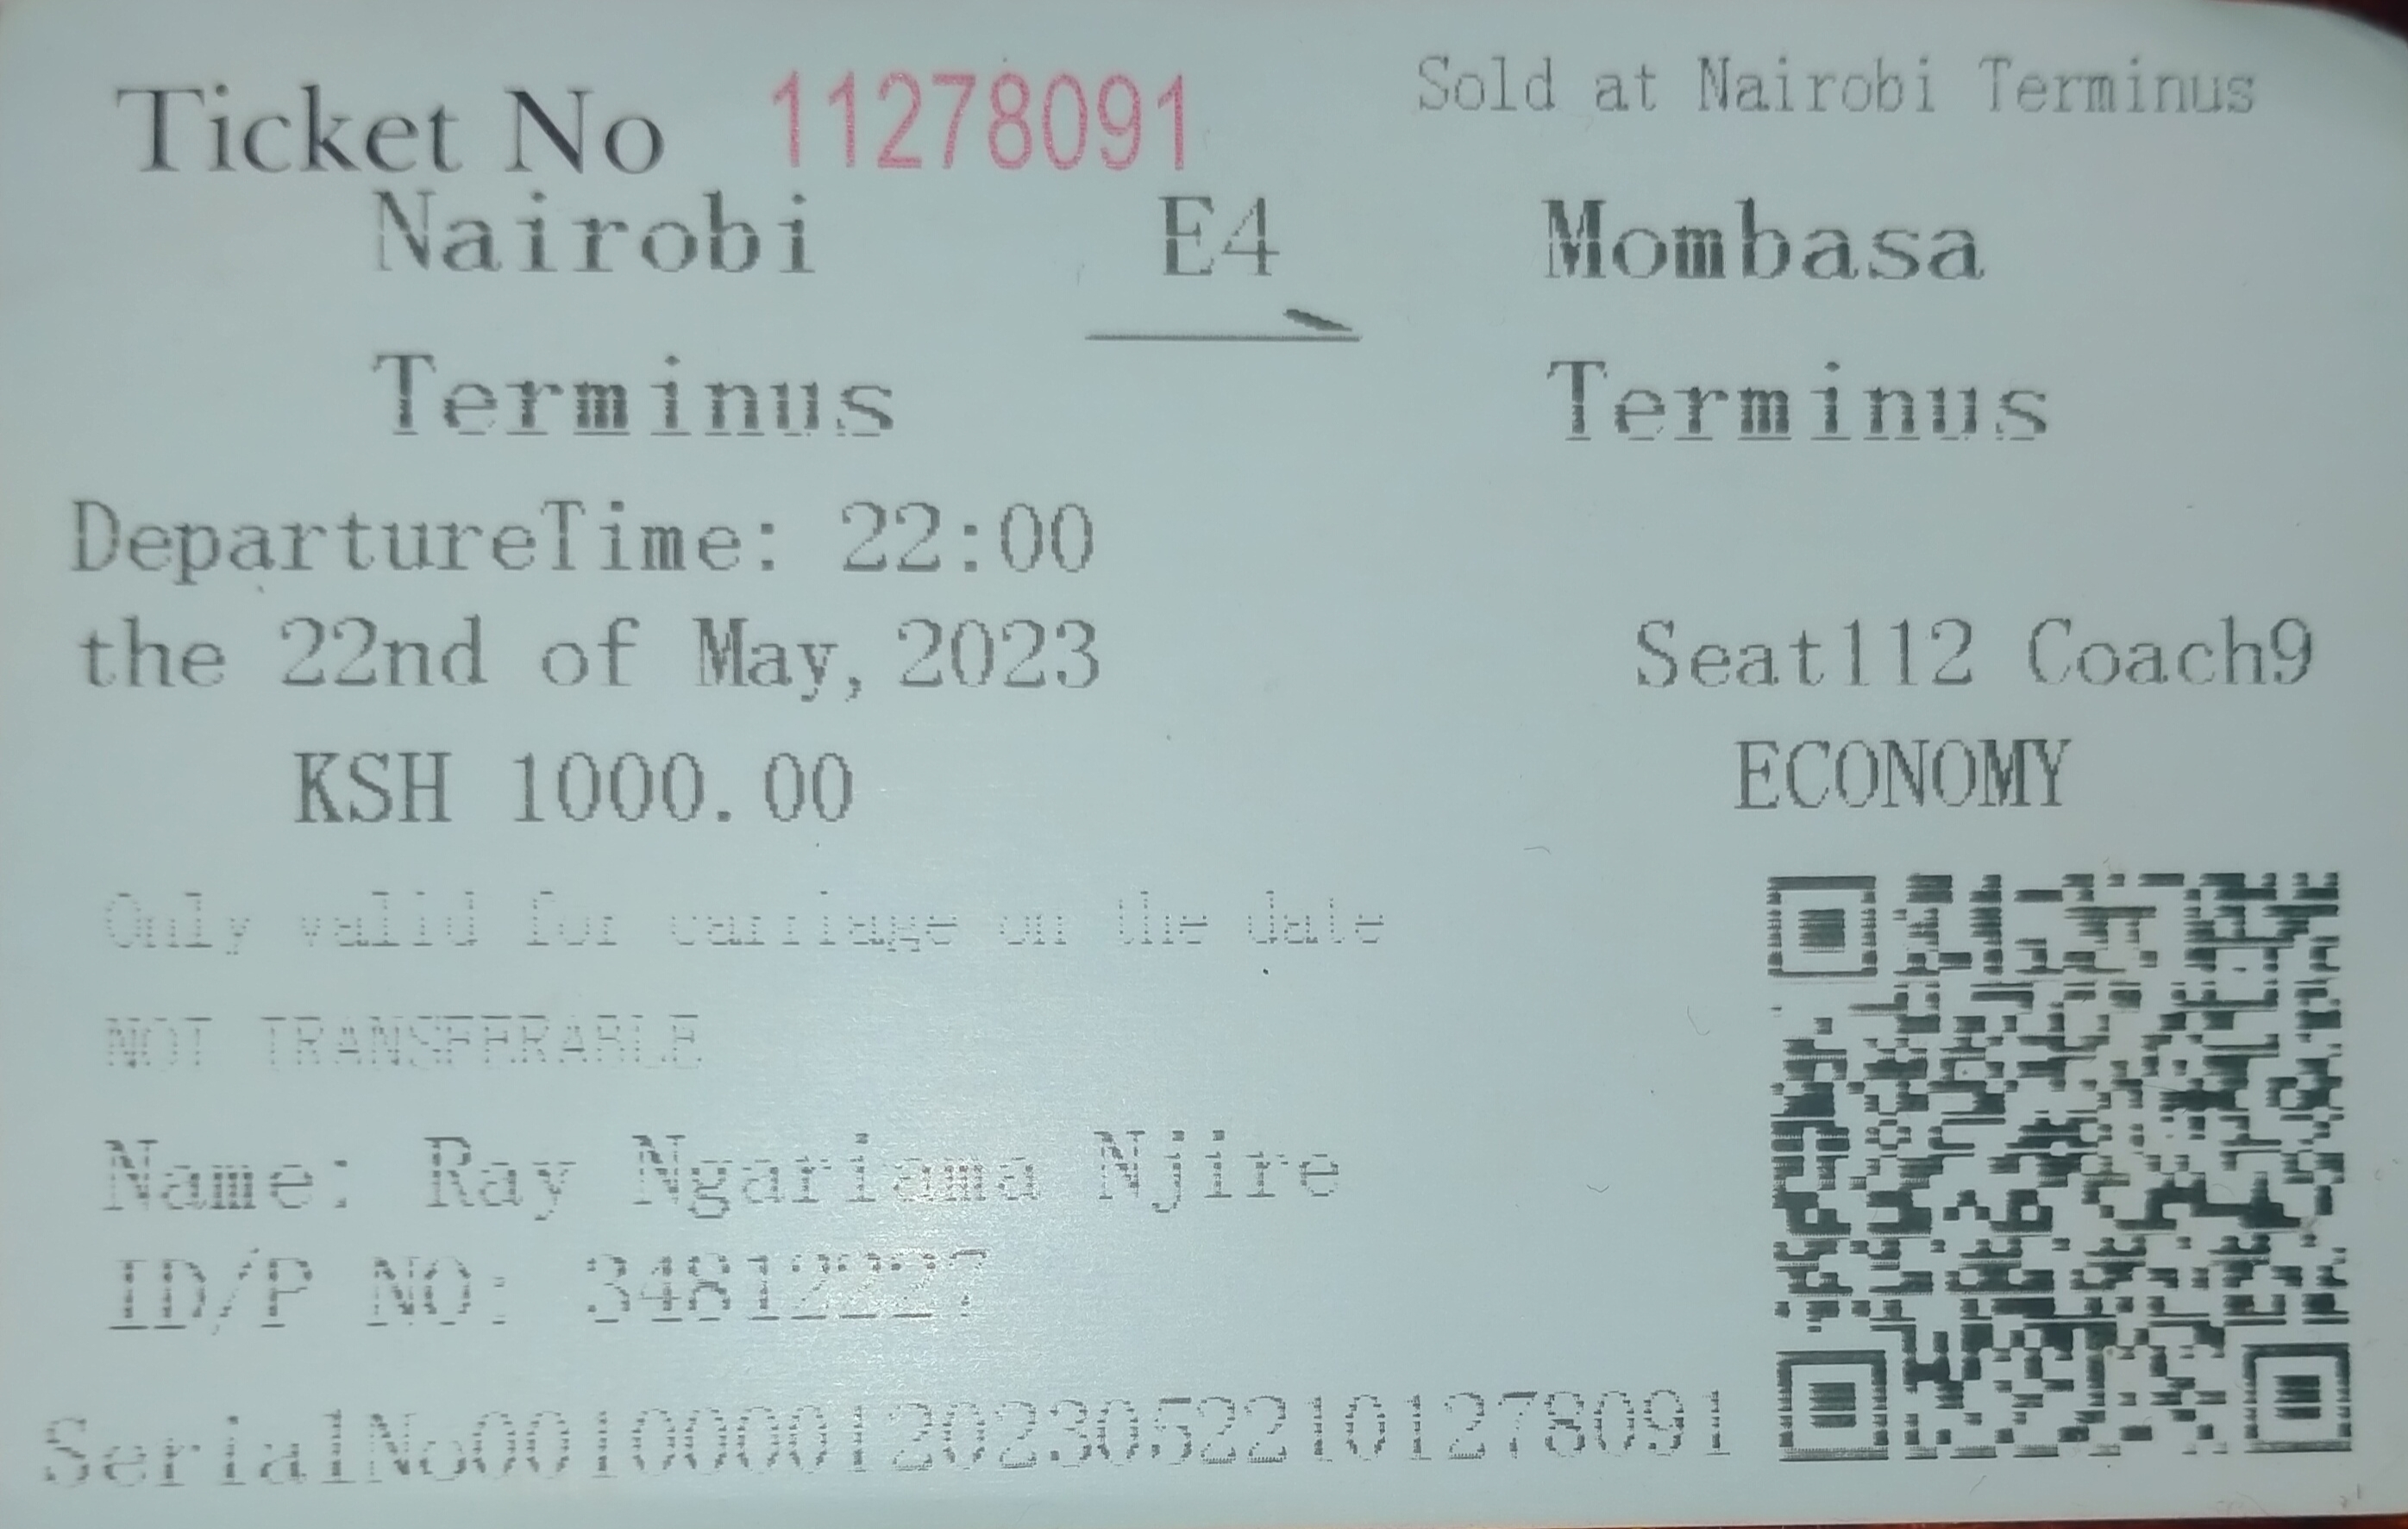 Ticket No 11278091 Sold at Nairobi Terminus
Nairobi E4 Mombasa
Terminus Terminus
DepartureTime: 22:00
the 22nd of May, 2023 Seat112 Coach9
KSH 1000.00 ECONOMY
Only valid for carriage on the date
NOT TRANSFERABLE
Name: Ray Ngariama Njire
ID/P NO: